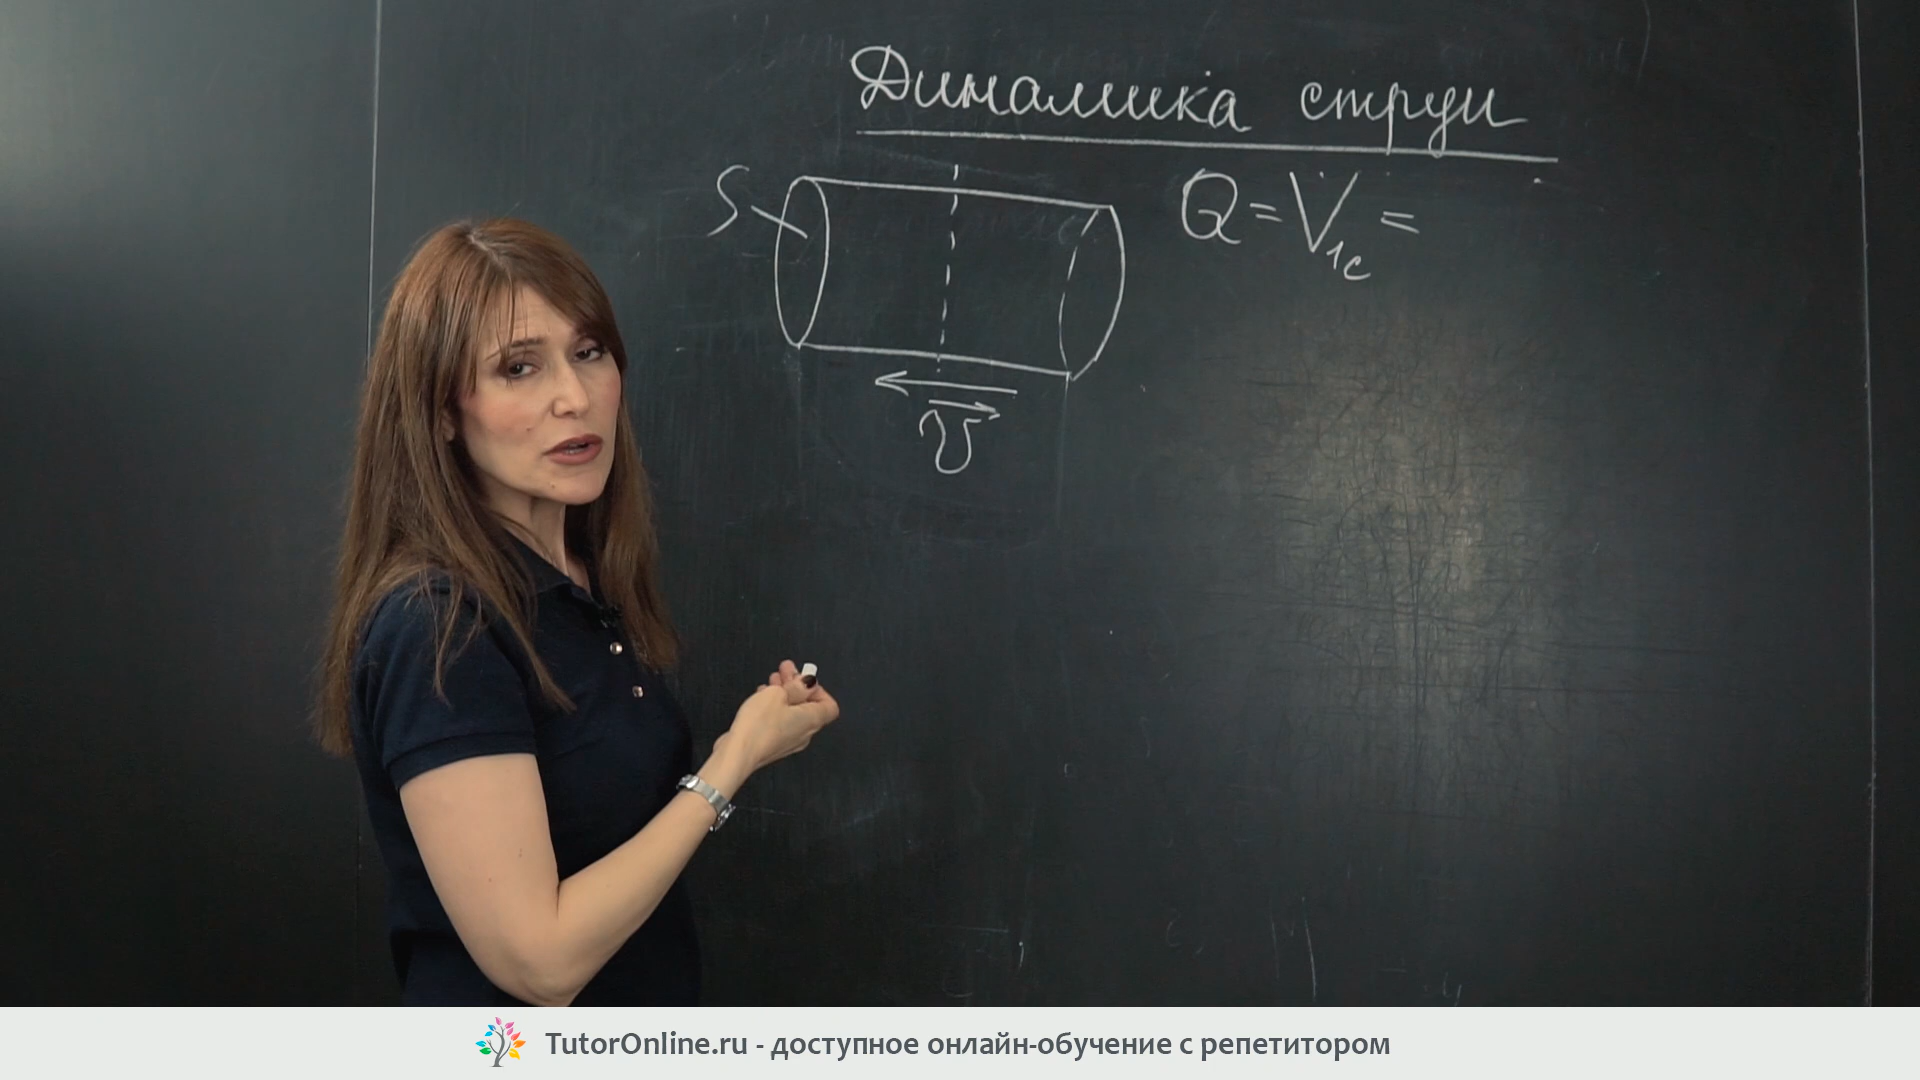 Динамика струи
S
Q = V1c =
υ
TutorOnline.ru - доступное онлайн-обучение с репетитором